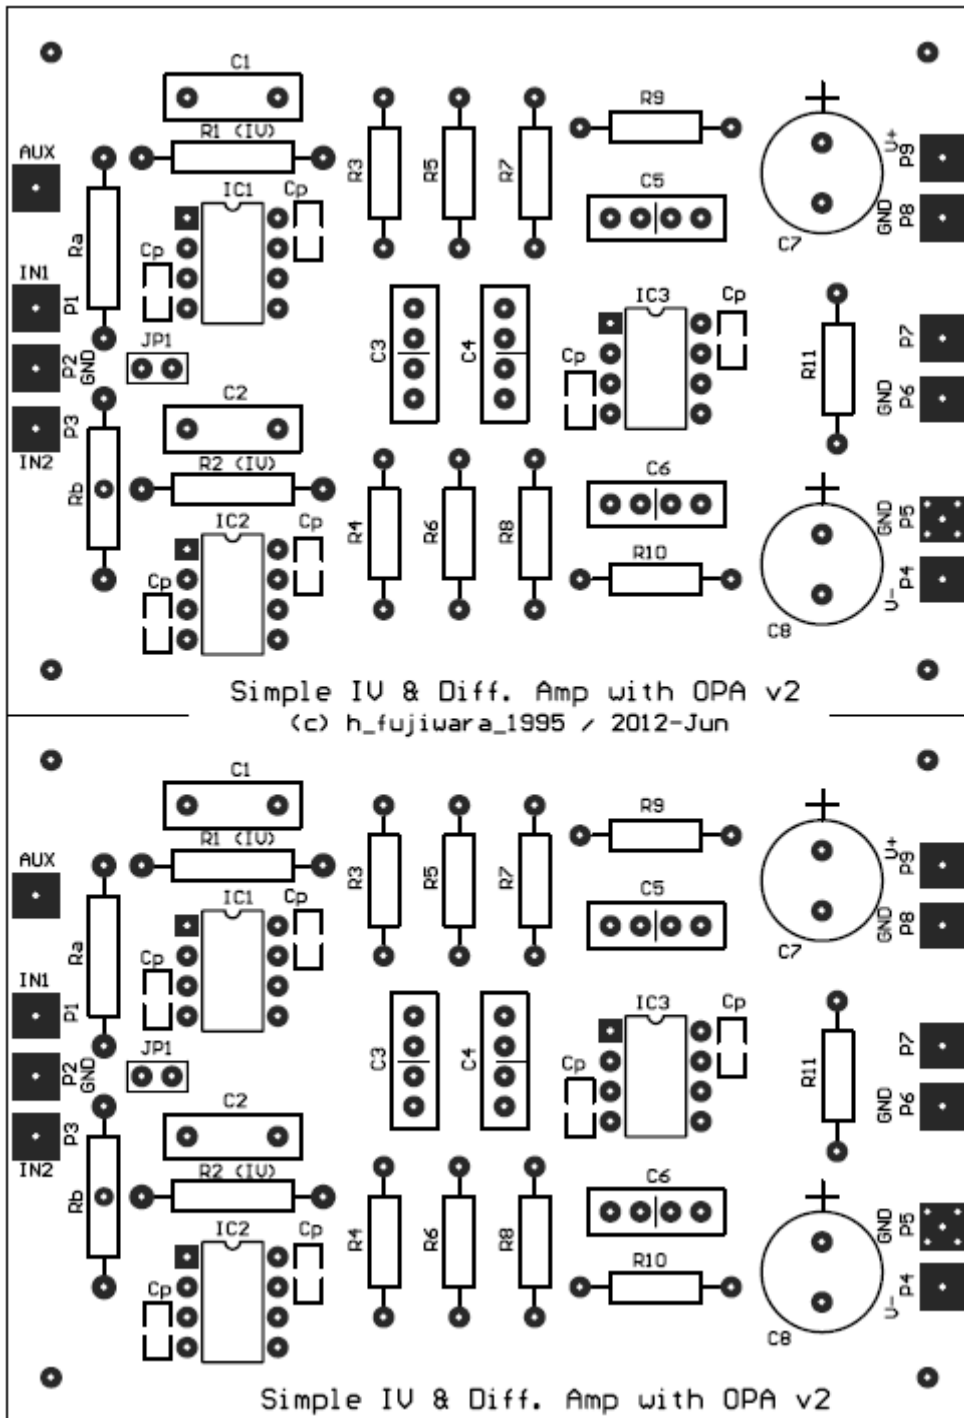 C1
R1 (IV)
AUX
IC1
Cp
Ra
Cp
R3
R5
R7
R9
C5
V+
P9
GND
P8
C7
IN1
P1
JP1
P2
GND
P3
IN2
C2
R2 (IV)
Rb
C3
C4
IC3
Cp
Cp
R11
P7
GND
P6
IC2
Cp
Cp
R4
R6
R8
C6
R10
GND
P5
P4
V-
C8
Simple IV & Diff. Amp with OPA v2
(c) h_fujiwara_1995 / 2012-Jun
C1
R1 (IV)
AUX
IC1
Cp
Ra
Cp
R3
R5
R7
R9
C5
V+
P9
GND
P8
C7
IN1
P1
JP1
P2
GND
P3
IN2
C2
R2 (IV)
Rb
C3
C4
IC3
Cp
Cp
R11
P7
GND
P6
IC2
Cp
Cp
R4
R6
R8
C6
R10
GND
P5
P4
V-
C8
Simple IV & Diff. Amp with OPA v2